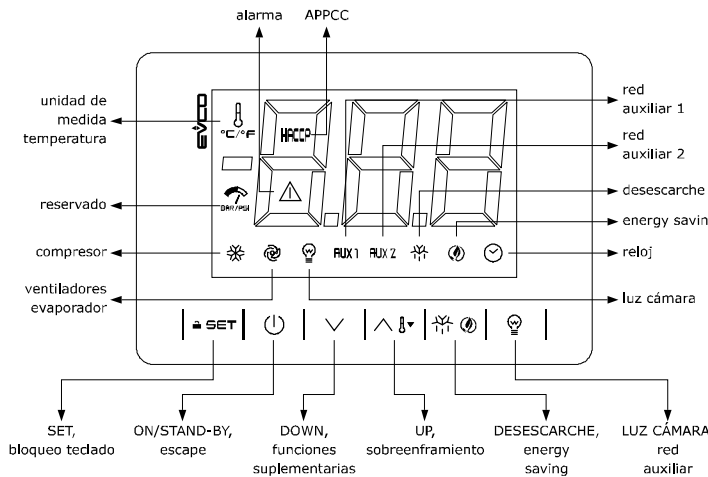 alarma APPCC
unidad de
medida
temperatura
EVCO
°C/°F
HACCP
red
auxiliar 1
red
auxiliar 2
reservado
BAR/PSI
desescarche
energy savin
compresor
AUX 1 AUX 2
reloj
ventiladores
evaporador
luz cámara
SET
SET,
bloqueo teclado
ON/STAND-BY,
escape
DOWN,
funciones
suplementarias
UP,
sobreenframiento
DESESCARCHE,
energy
saving
LUZ CÁMARA
red
auxiliar